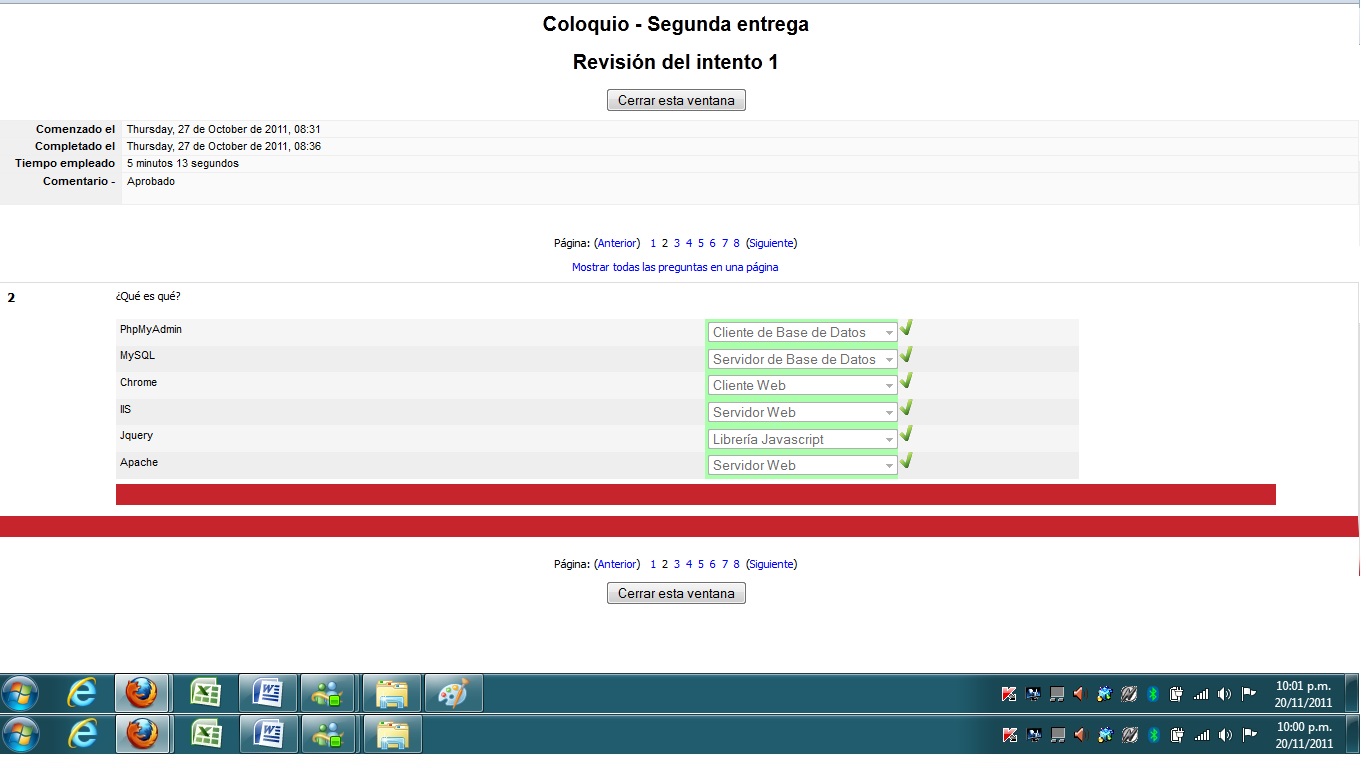 Coloquio - Segunda entrega
Revisión del intento 1
Cerrar esta ventana
Comenzado el Thursday, 27 de October de 2011, 08:31
Completado el Thursday, 27 de October de 2011, 08:36
Tiempo empleado 5 minutos 13 segundos
Comentario - Aprobado
Página: (Anterior) 1 2 3 4 5 6 7 8 (Siguiente)
Mostrar todas las preguntas en una página
2 ¿Qué es qué?
PhpMyAdmin Cliente de Base de Datos
MySQL Servidor de Base de Datos
Chrome Cliente Web
IIS Servidor Web
Jquery Librería Javascript
Apache Servidor Web
Página: (Anterior) 1 2 3 4 5 6 7 8 (Siguiente)
Cerrar esta ventana
10:01 p.m.
20/11/2011
10:00 p.m.
20/11/2011